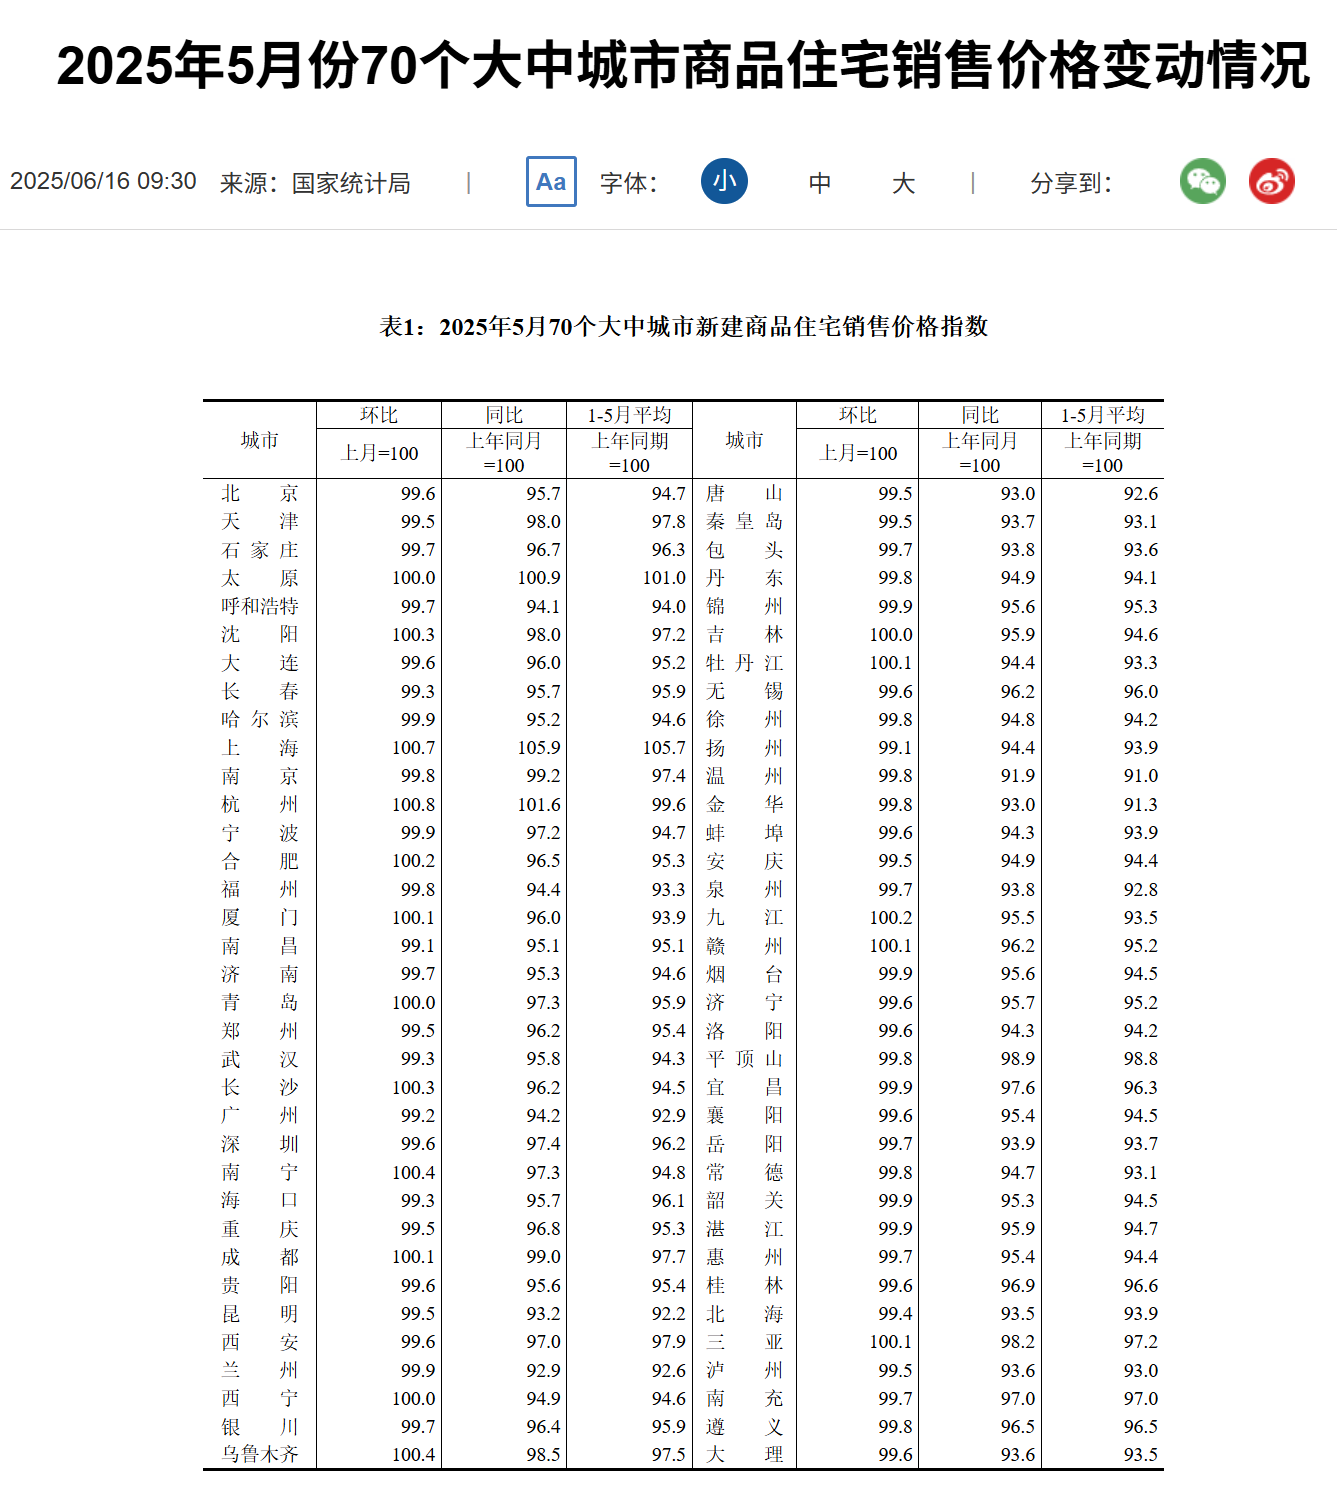 2025年5月份70个大中城市商品住宅销售价格变动情况
2025/06/16 09:30 来源：国家统计局 | Aa 字体： 小 中 大 | 分享到：
表1：2025年5月70个大中城市新建商品住宅销售价格指数
城市 环比 同比 1-5月平均 城市 环比 同比 1-5月平均
上月=100 上年同月=100 上年同期=100 上月=100 上年同月=100 上年同期=100
北京 99.6 95.7 94.7 唐山 99.5 93.0 92.6
天津 99.5 98.0 97.8 秦皇岛 99.5 93.7 93.1
石家庄 99.7 96.7 96.3 包头 99.7 93.8 93.6
太原 100.0 100.9 101.0 丹东 99.8 94.9 94.1
呼和浩特 99.7 94.1 94.0 锦州 99.9 95.6 95.3
沈阳 100.3 98.0 97.2 吉林 100.0 95.9 94.6
大连 99.6 96.0 95.2 牡丹江 100.1 94.4 93.3
长春 99.3 95.7 95.9 无锡 99.6 96.2 96.0
哈尔滨 99.9 95.2 94.6 徐州 99.8 94.8 94.2
上海 100.7 105.9 105.7 扬州 99.1 94.4 93.9
南京 99.8 99.2 97.4 温州 99.8 91.9 91.0
杭州 100.8 101.6 99.6 金华 99.8 93.0 91.3
宁波 99.9 97.2 94.7 蚌埠 99.6 94.3 93.9
合肥 100.2 96.5 95.3 安庆 99.5 94.9 94.4
福州 99.8 94.4 93.3 泉州 99.7 93.8 92.8
厦门 100.1 96.0 93.9 九江 100.2 95.5 93.5
南昌 99.1 95.1 95.1 赣州 100.1 96.2 95.2
济南 99.7 95.3 94.6 烟台 99.9 95.6 94.5
青岛 100.0 97.3 95.9 济宁 99.6 95.7 95.2
郑州 99.5 96.2 95.4 洛阳 99.6 94.3 94.2
武汉 99.3 95.8 94.3 平顶山 99.8 98.9 98.8
长沙 100.3 96.2 94.5 宜昌 99.9 97.6 96.3
广州 99.2 94.2 92.9 襄阳 99.6 95.4 94.5
深圳 99.6 97.4 96.2 岳阳 99.7 93.9 93.7
南宁 100.4 97.3 94.8 常德 99.8 94.7 93.1
海口 99.3 95.7 96.1 韶关 99.9 95.3 94.5
重庆 99.5 96.8 95.3 湛江 99.9 95.9 94.7
成都 100.1 99.0 97.7 惠州 99.7 95.4 94.4
贵阳 99.6 95.6 95.4 桂林 99.6 96.9 96.6
昆明 99.5 93.2 92.2 北海 99.4 93.5 93.9
西安 99.6 97.0 97.9 三亚 100.1 98.2 97.2
兰州 99.9 92.9 92.6 泸州 99.5 93.6 93.0
西宁 100.0 94.9 94.6 南充 99.7 97.0 97.0
银川 99.7 96.4 95.9 遵义 99.8 96.5 96.5
乌鲁木齐 100.4 98.5 97.5 大理 99.6 93.6 93.5